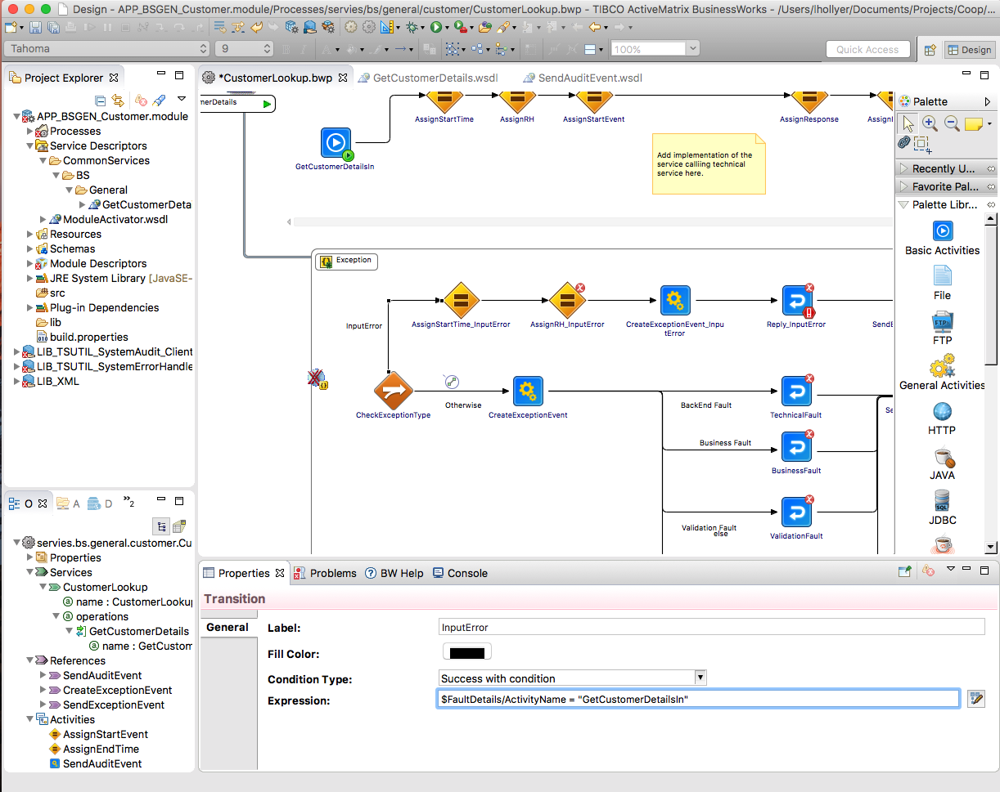 Design - APP_BSGEN_Customer.module/Processes/servies/bs/general/customer/CustomerLookup.bwp - TIBCO ActiveMatrix BusinessWorks - /Users/lhollyer/Documents/Projects/Coop/...
Tahoma
9
100%
Quick Access
Design
Project Explorer
*CustomerLookup.bwp
GetCustomerDetails.wsdl
SendAuditEvent.wsdl
APP_BSGEN_Customer.module
Processes
Service Descriptors
CommonServices
BS
General
GetCustomerDeta
ModuleActivator.wsdl
Resources
Schemas
Module Descriptors
JRE System Library [JavaSE-
src
Plug-in Dependencies
lib
build.properties
LIB_TSUTIL_SystemAudit_Client
LIB_TSUTIL_SystemErrorHandle
LIB_XML
merDetails
AssignStartTime
AssignRH
AssignStartEvent
AssignResponse
GetCustomerDetailsIn
Add implementation of the
service calliing technical
service here.
Exception
InputError
AssignStartTime_InputError
AssignRH_InputError
CreateExceptionEvent_Inpu
tError
Reply_InputError
SendE
CheckExceptionType
Otherwise
CreateExceptionEvent
BackEnd Fault
TechnicalFault
Se
Business Fault
BusinessFault
Validation Fault
else
ValidationFault
Palette
Recently U...
Favorite Pal...
Palette Libr...
Basic Activities
File
FTP
General Activities
HTTP
JAVA
JDBC
O
A
D
»2
servies.bs.general.customer.Cu
Properties
Services
CustomerLookup
name : CustomerLooku
operations
GetCustomerDetails
name : GetCustom
References
SendAuditEvent
CreateExceptionEvent
SendExceptionEvent
Activities
AssignStartEvent
AssignEndTime
SendAuditEvent
Properties
Problems
BW Help
Console
Transition
General
Label:
InputError
Fill Color:
Condition Type:
Success with condition
Expression:
$FaultDetails/ActivityName = "GetCustomerDetailsIn"